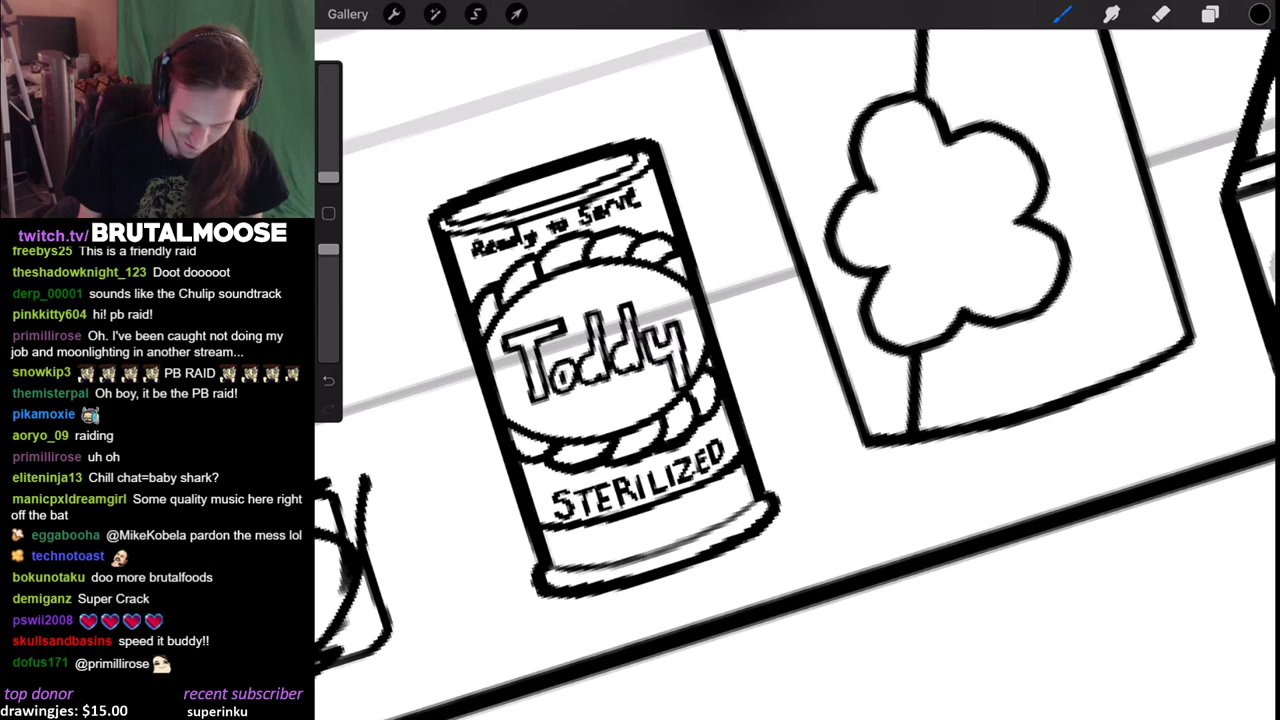 Gallery
Ready to Serve
Toddy
STERILIZED
twitch.tv/BRUTALMOOSE
freebys25 This is a friendly raid
theshadowknight_123 Doot dooooot
derp_00001 sounds like the Chulip soundtrack
pinkkitty604 hi! pb raid!
primillirose Oh. I've been caught not doing my
job and moonlighting in another stream...
snowkip3 PB RAID
themisterpal Oh boy, it be the PB raid!
pikamoxie
aoryo_09 raiding
primillirose uh oh
eliteninja13 Chill chat=baby shark?
manicpxldreamgirl Some quality music here right
off the bat
eggabooha @MikeKobela pardon the mess lol
technotoast
bokunotaku doo more brutalfoods
demiganz Super Crack
pswii2008
skullsandbasins speed it buddy!!
dofus171 @primillirose
top donor
drawingjes: $15.00
recent subscriber
superinku